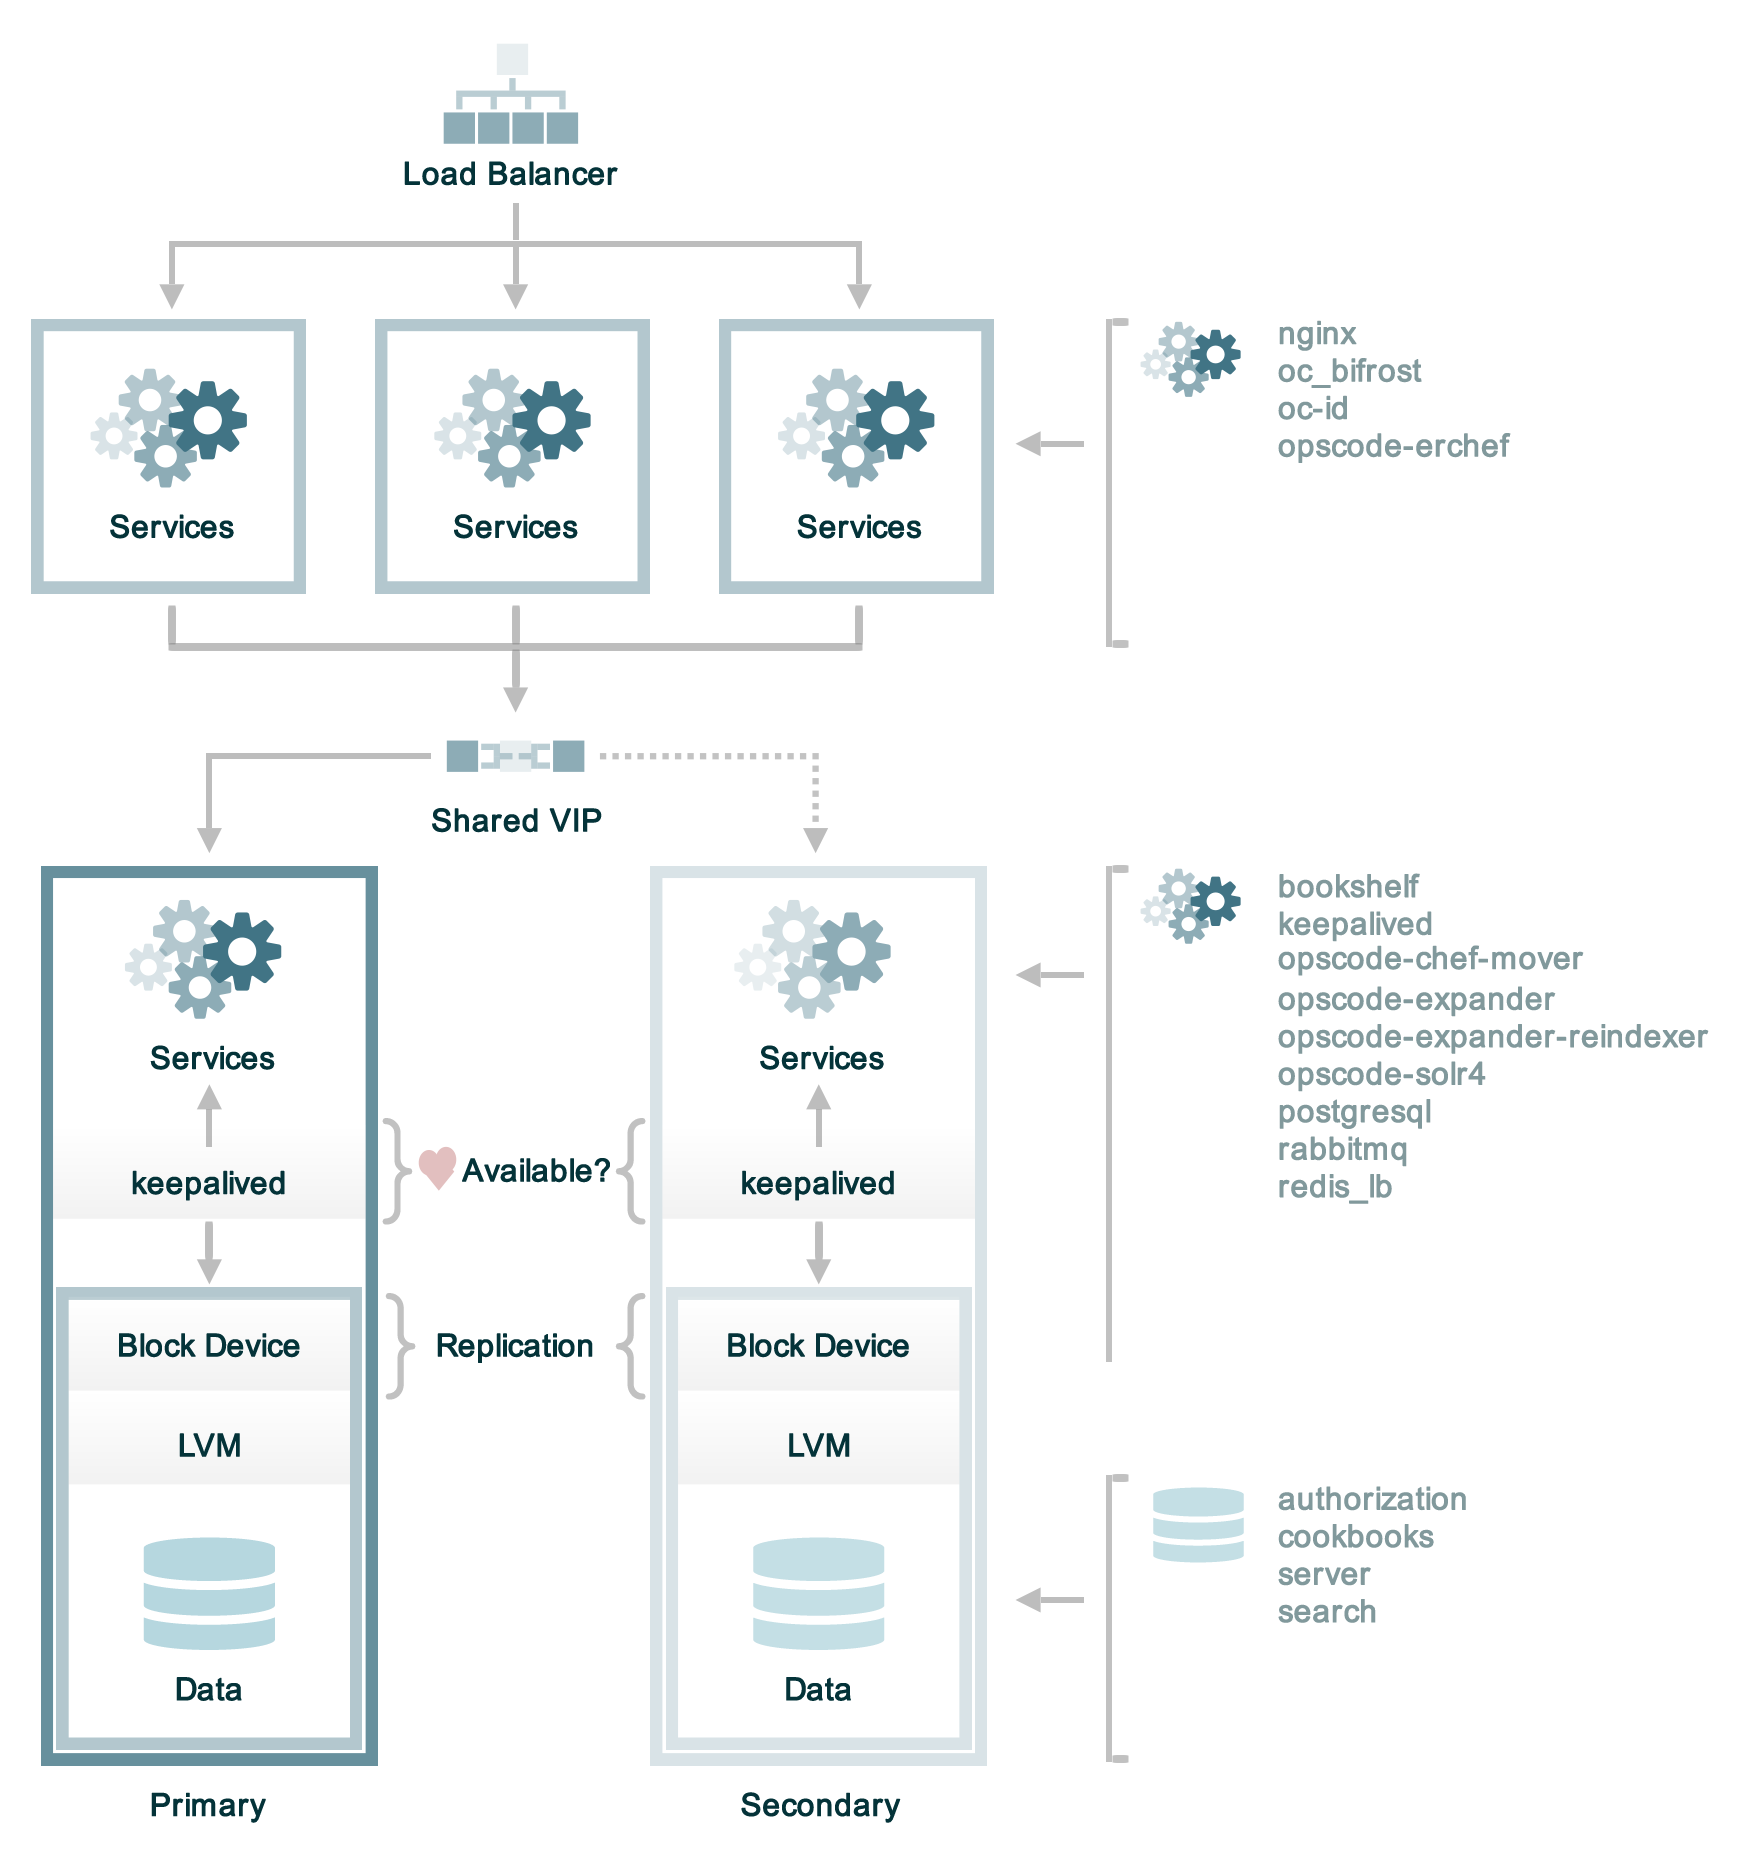 Load Balancer
Services
Services
Services
nginx
oc_bifrost
oc-id
opscode-erchef
Shared VIP
Services
Services
bookshelf
keepalived
opscode-chef-mover
opscode-expander
opscode-expander-reindexer
opscode-solr4
postgresql
rabbitmq
redis_lb
keepalived
Available?
keepalived
Block Device
Replication
Block Device
LVM
LVM
authorization
cookbooks
server
search
Data
Data
Primary
Secondary